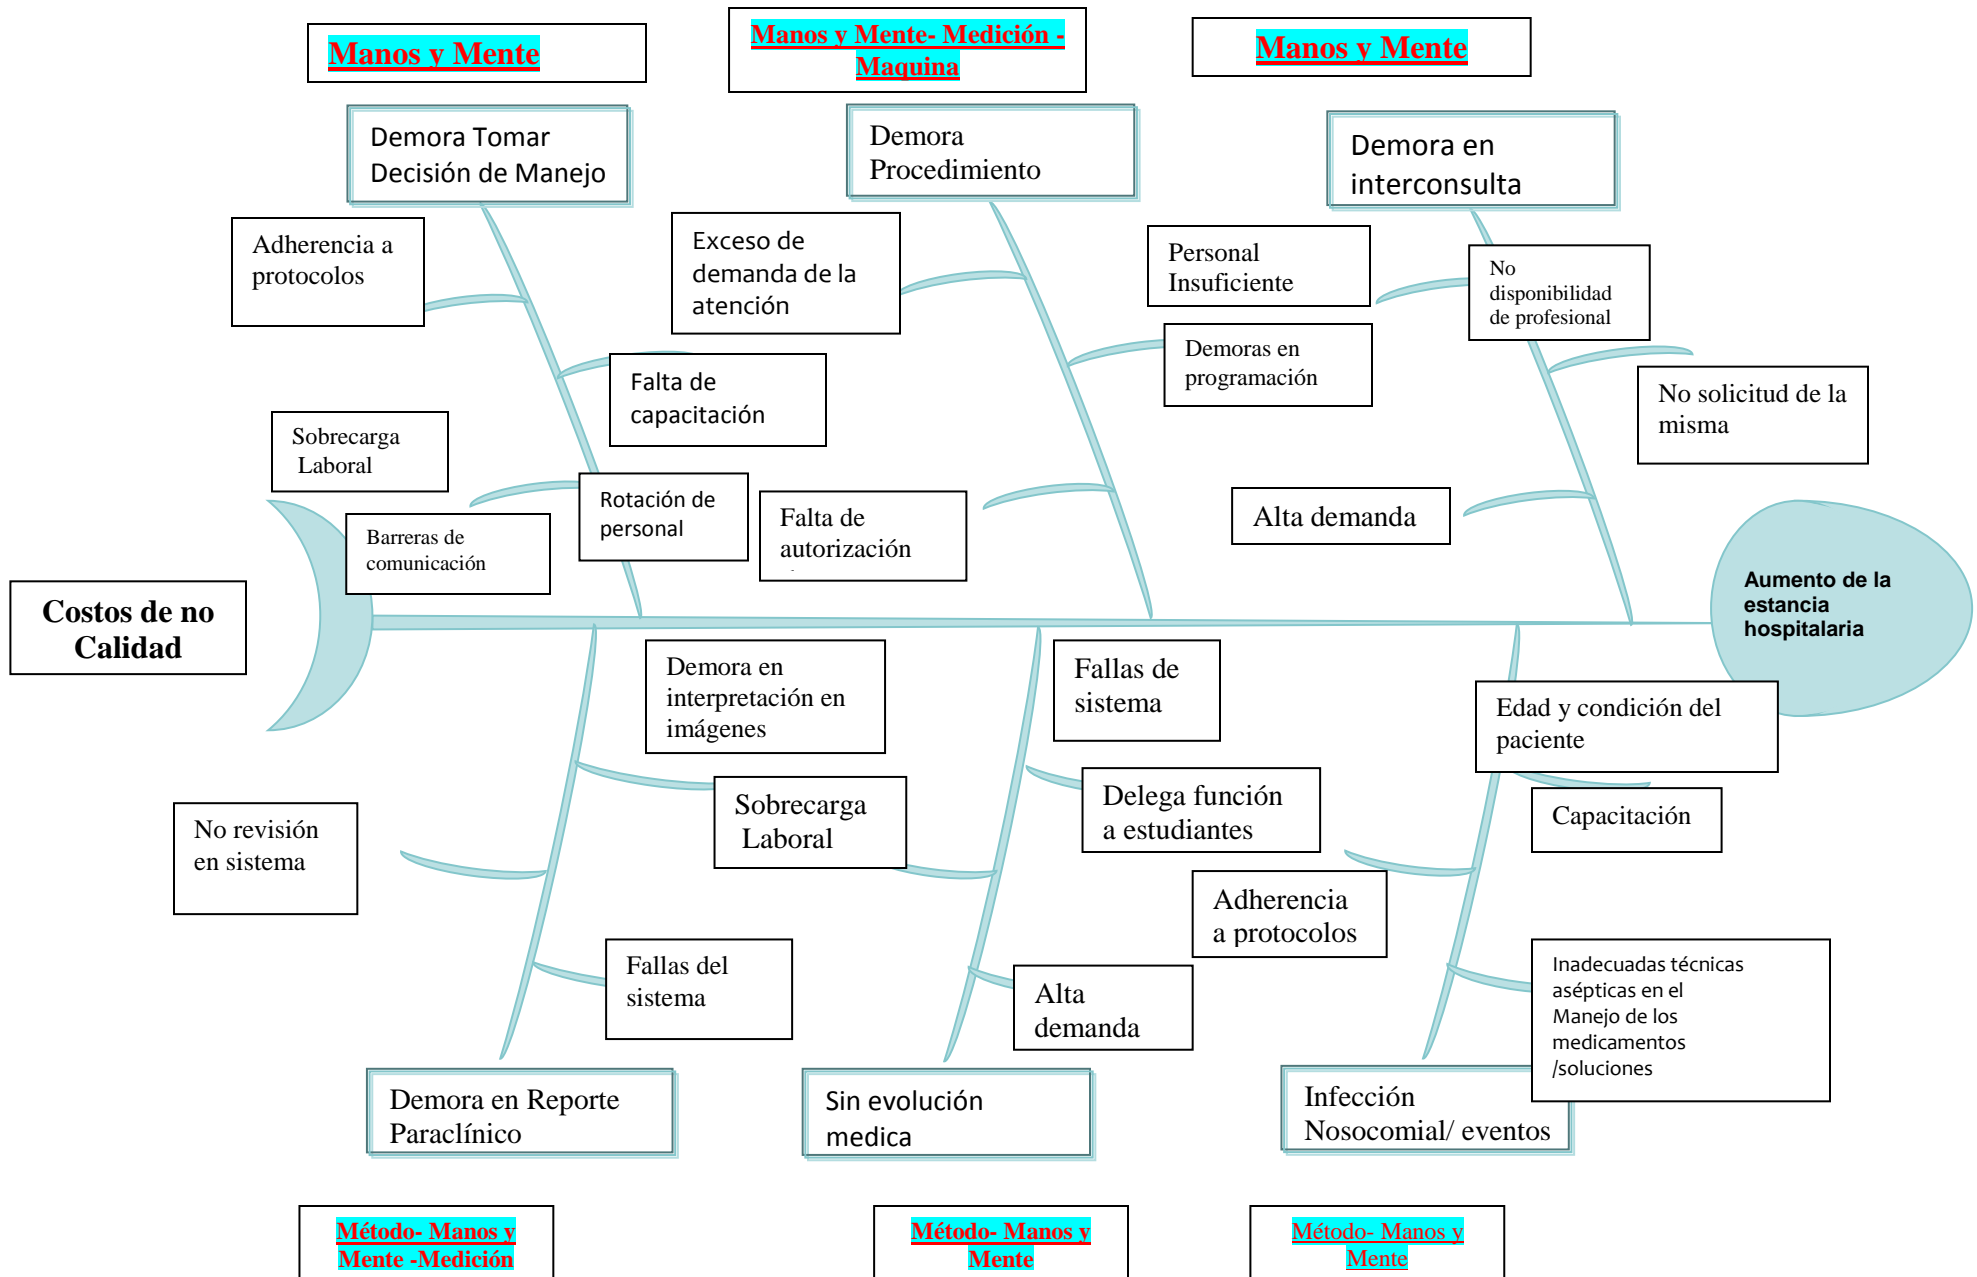 Manos y Mente
Manos y Mente- Medición -
Maquina
Manos y Mente
Demora Tomar
Decisión de Manejo
Demora
Procedimiento
Demora en
interconsulta
Adherencia a
protocolos
Exceso de
demanda de la
atención
Personal
Insuficiente
No
disponibilidad
de profesional
Falta de
capacitación
Demoras en
programación
No solicitud de la
misma
Sobrecarga
Laboral
Rotación de
personal
Falta de
autorización
Alta demanda
Barreras de
comunicación
Costos de no
Calidad
Aumento de la
estancia
hospitalaria
Demora en
interpretación en
imágenes
Fallas de
sistema
Edad y condición del
paciente
No revisión
en sistema
Sobrecarga
Laboral
Delega función
a estudiantes
Capacitación
Adherencia
a protocolos
Fallas del
sistema
Alta
demanda
Inadecuadas técnicas
asépticas en el
Manejo de los
medicamentos
/soluciones
Demora en Reporte
Paraclínico
Sin evolución
medica
Infección
Nosocomial/ eventos
Método- Manos y
Mente -Medición
Método- Manos y
Mente
Método- Manos y
Mente